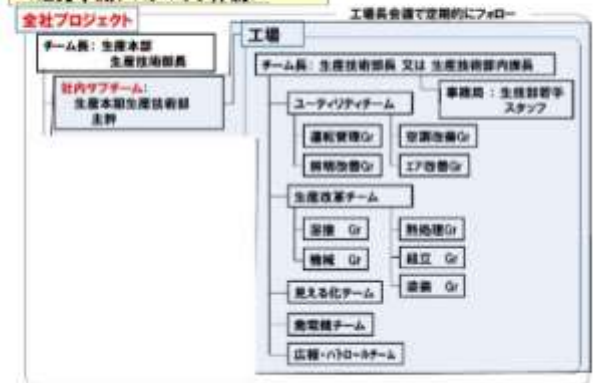 全社プロジェクト
工場長会議で定期的にフォロー
チーム長: 生産本部
生産技術部長
社内サブチーム:
生産本部生産技術部
主幹
工場
チーム長: 生産技術部長 又は 生産技術部内課長
事務局: 生技部若手
スタッフ
ユーティリティチーム
運転管理Gr
空調改善Gr
照明改善Gr
エア改善Gr
生産改革チーム
溶接 Gr
熱処理Gr
機械 Gr
組立 Gr
塗装 Gr
見える化チーム
発電機チーム
広報・パトロールチーム